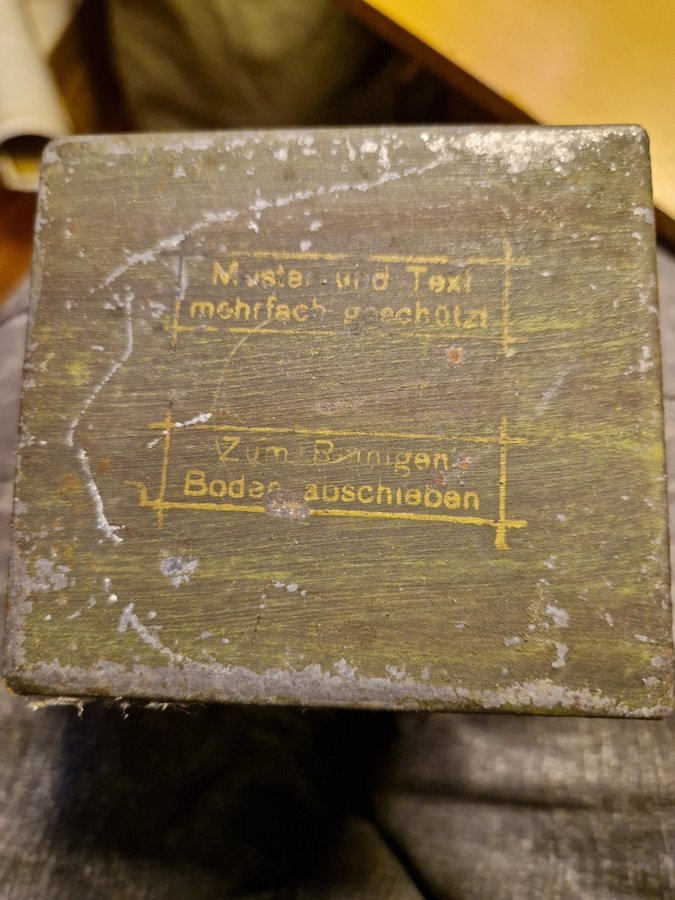 Muster und Text
mehrfach geschützt
Zum Reinigen
Boden abschieben